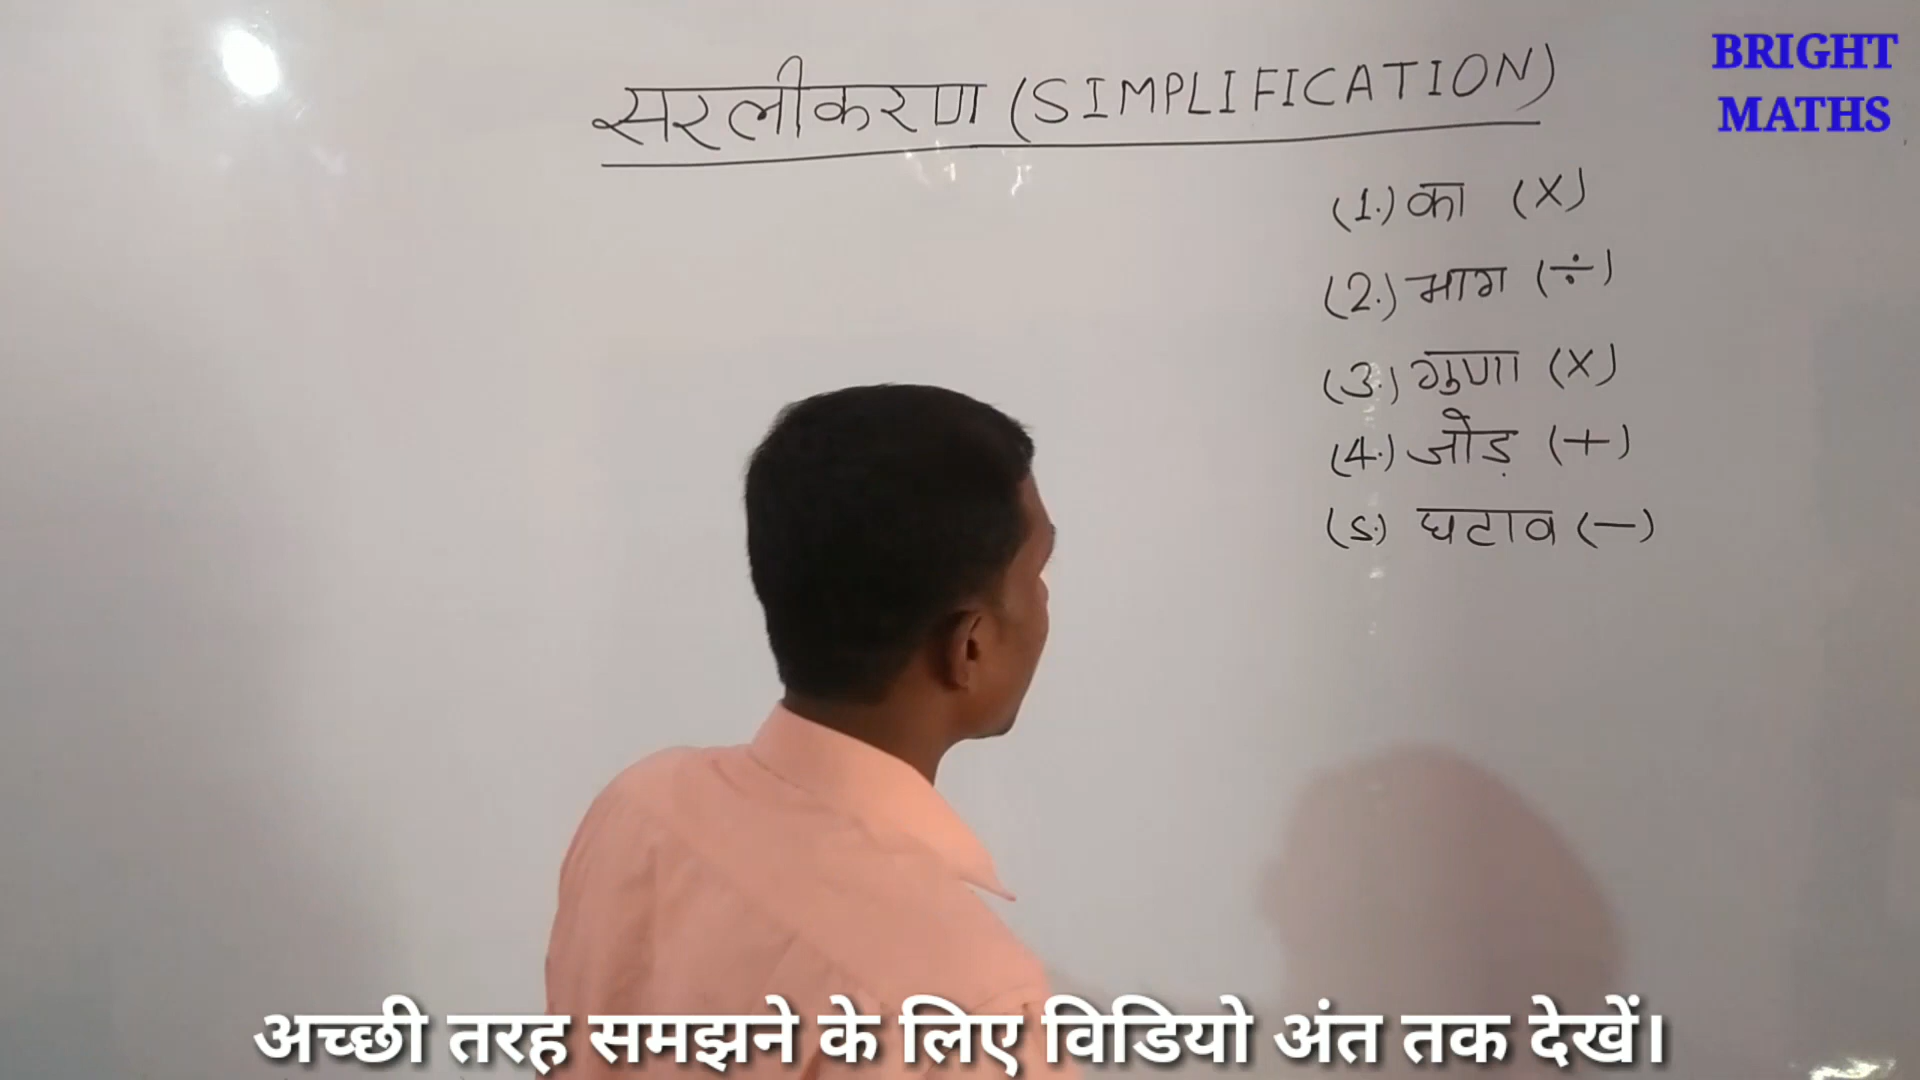 सरलीकरण (SIMPLIFICATION)
BRIGHT
MATHS
(1.) का (X)
(2.) भाग (÷)
(3.) गुणा (X)
(4.) जोड़ (+)
(5.) घटाव (–)
अच्छी तरह समझने के लिए विडियो अंत तक देखें।